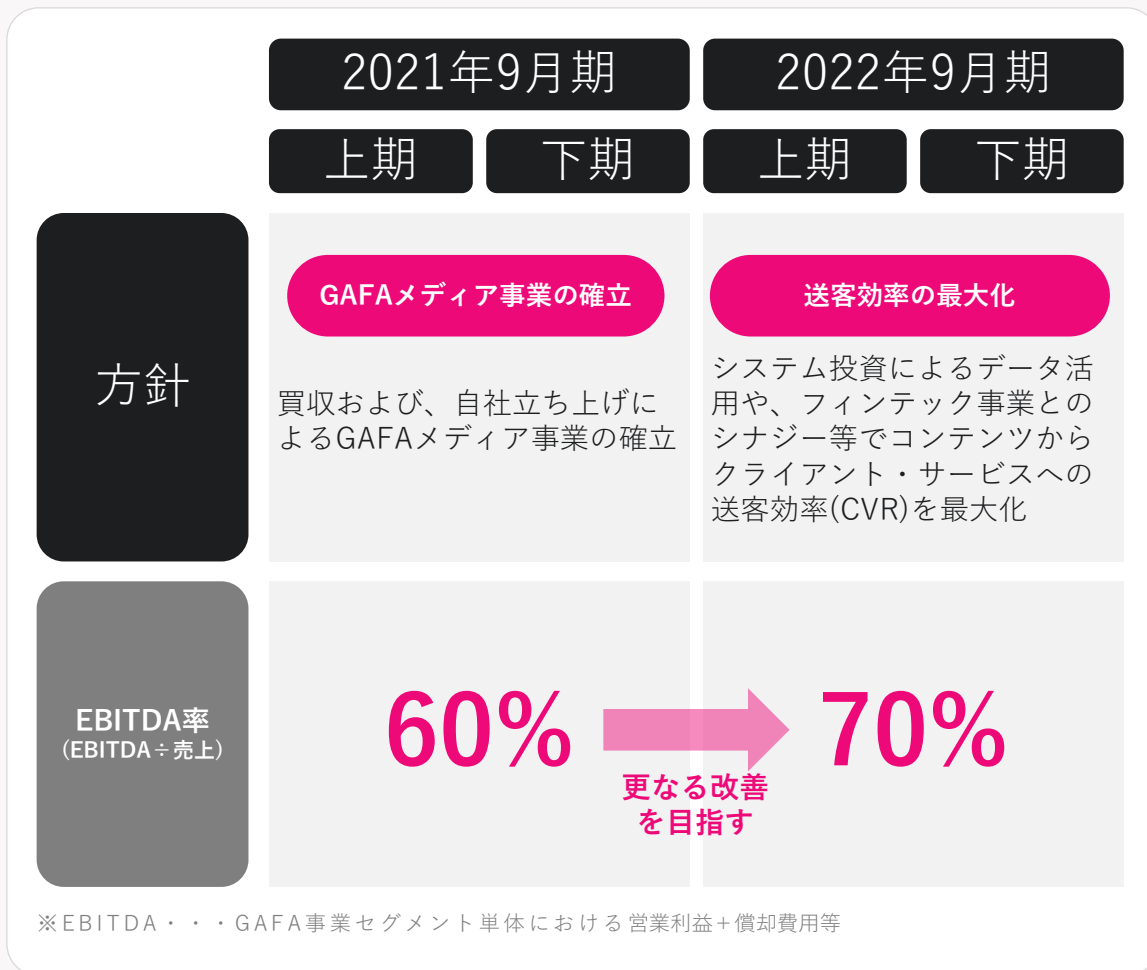 2021年9月期
2022年9月期
上期
下期
上期
下期
方針
GAFAメディア事業の確立
買収および、自社立ち上げに
よるGAFAメディア事業の確立
送客効率の最大化
システム投資によるデータ活
用や、フィンテック事業との
シナジー等でコンテンツから
クライアント・サービスへの
送客効率(CVR)を最大化
EBITDA率
(EBITDA÷売上)
60%
70%
更なる改善
を目指す
※EBITDA・・・GAFA事業セグメント単体における営業利益+償却費用等